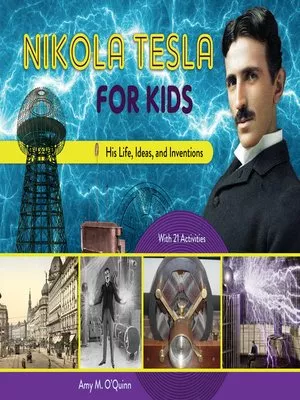 NIKOLA TESLA
FOR KIDS
His Life, Ideas, and Inventions
With 21 Activities
Amy M. O'Quinn